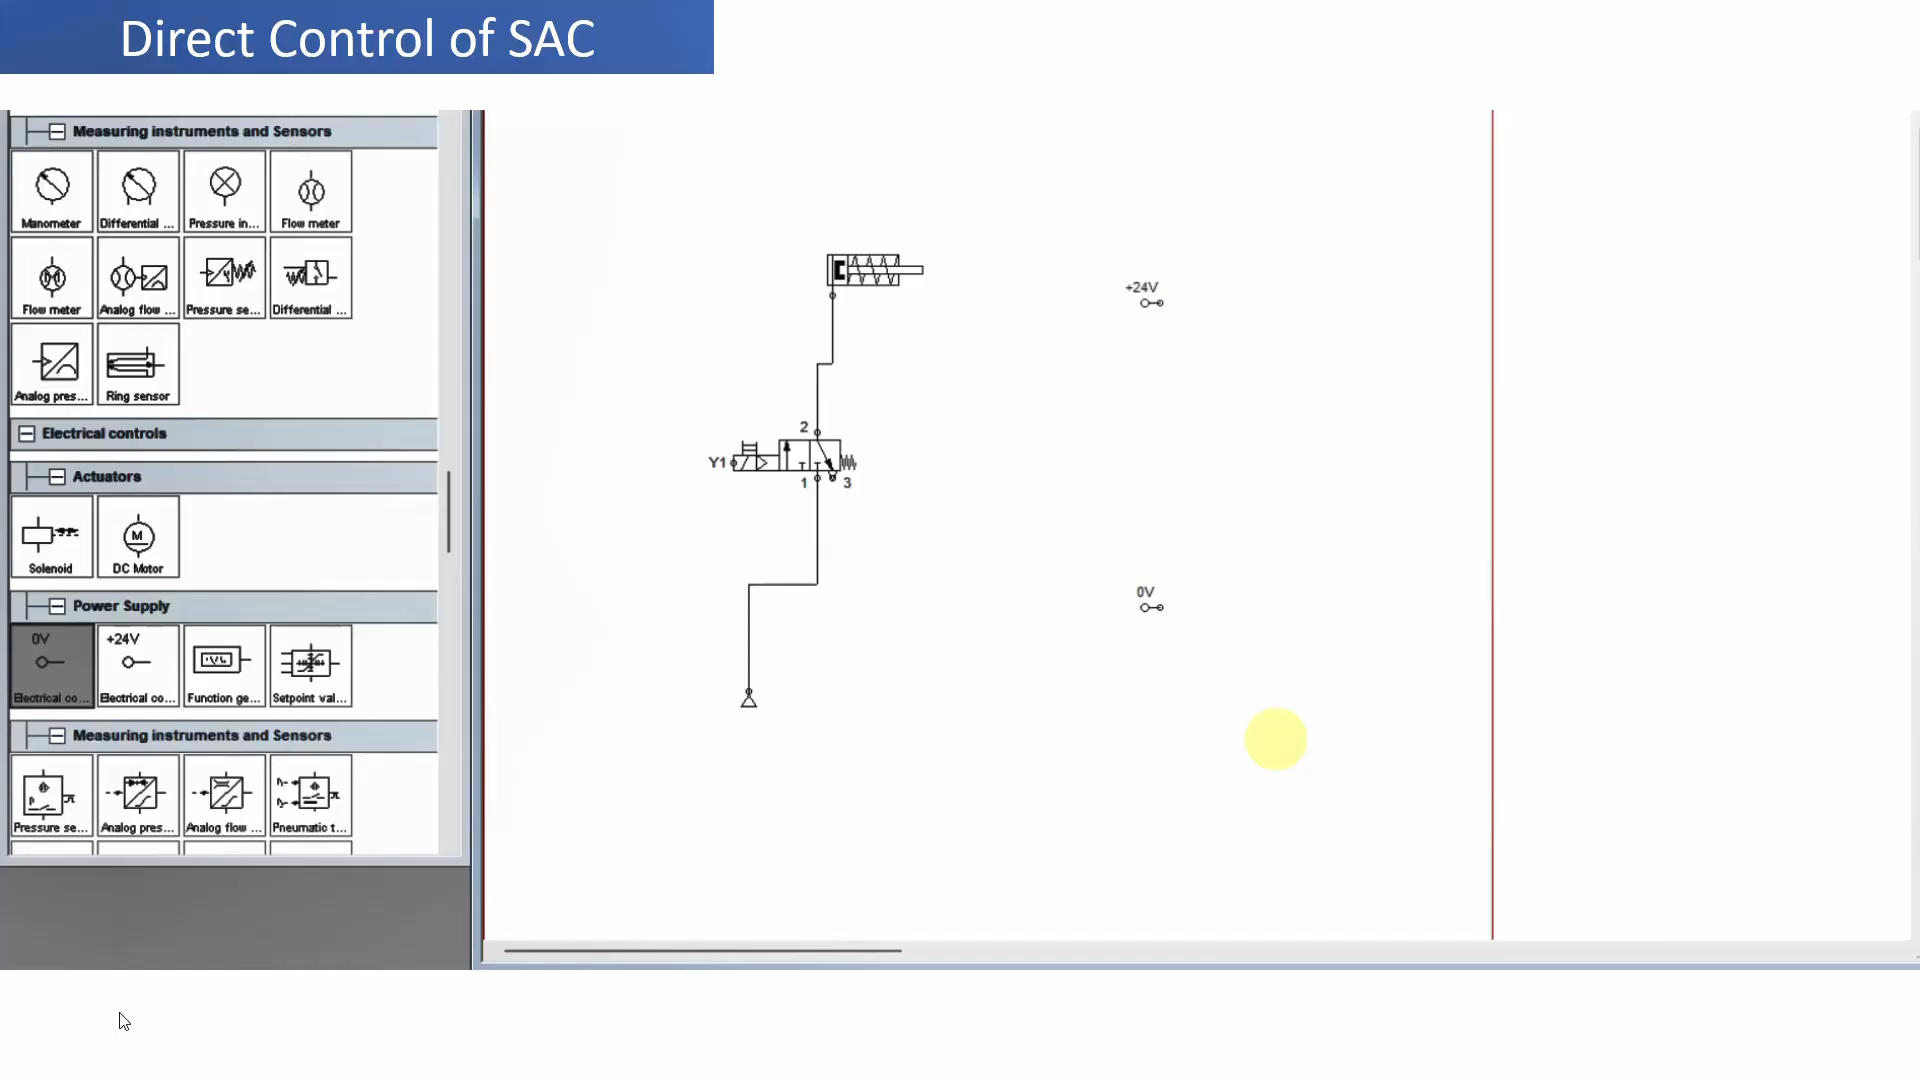 Direct Control of SAC
Measuring instruments and Sensors
Manometer Differential ... Pressure in... Flow meter
Flow meter Analog flow ... Pressure se... Differential ...
Analog pres... Ring sensor
Electrical controls
Actuators
M
Solenoid DC Motor
Power Supply
0V +24V
Electrical co... Electrical co... Function ge... Setpoint val...
Measuring instruments and Sensors
Pressure se... Analog pres... Analog flow ... Pneumatic t...
+24V
2
Y1
1 3
0V